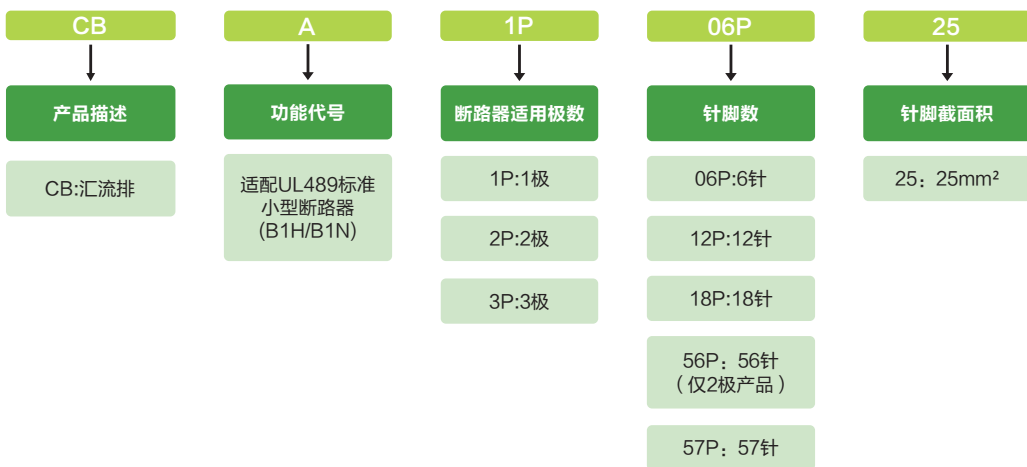 CB
A
1P
06P
25
产品描述
功能代号
断路器适用极数
针脚数
针脚截面积
CB:汇流排
适配UL489标准
小型断路器
(B1H/B1N)
1P:1极
2P:2极
3P:3极
06P:6针
12P:12针
18P:18针
56P：56针
（仅2极产品）
57P：57针
25：25mm²